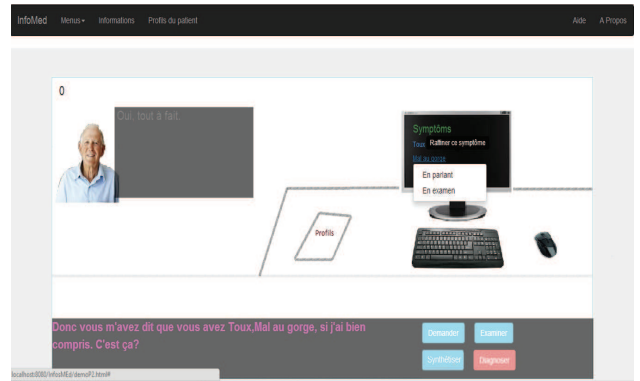 InfoMed Menus Informations Profils du patient Aide A Propos
0
Oui, tout à fait.
Symptôms
Toux Raffiner ce symptôme
Mal au gorge
En parlant
En examen
Profils
Donc vous m'avez dit que vous avez Toux,Mal au gorge, si j'ai bien
compris. C'est ça?
Demander Examiner
Synthétiser Diagnoser
localhost:8080/InfosMEd/demoF2.html#